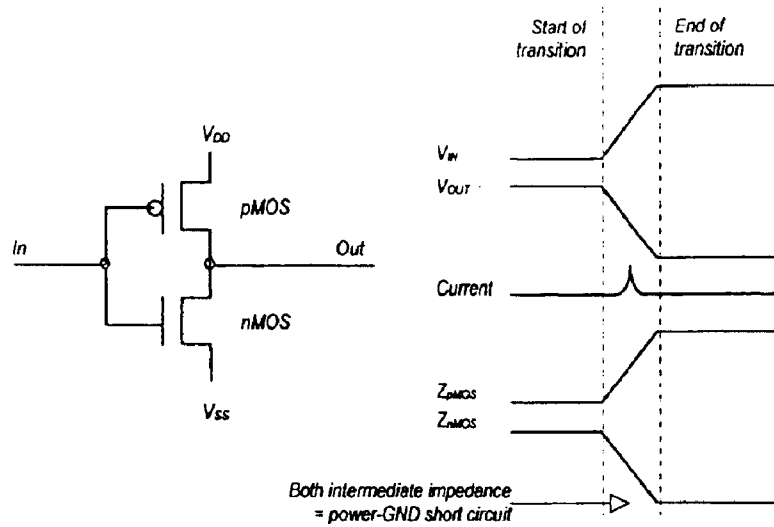 Start of
transition
End of
transition
VDD
pMOS
In
Out
nMOS
VSS
VIN
VOUT
Current
ZpMOS
ZnMOS
Both intermediate impedance
= power-GND short circuit